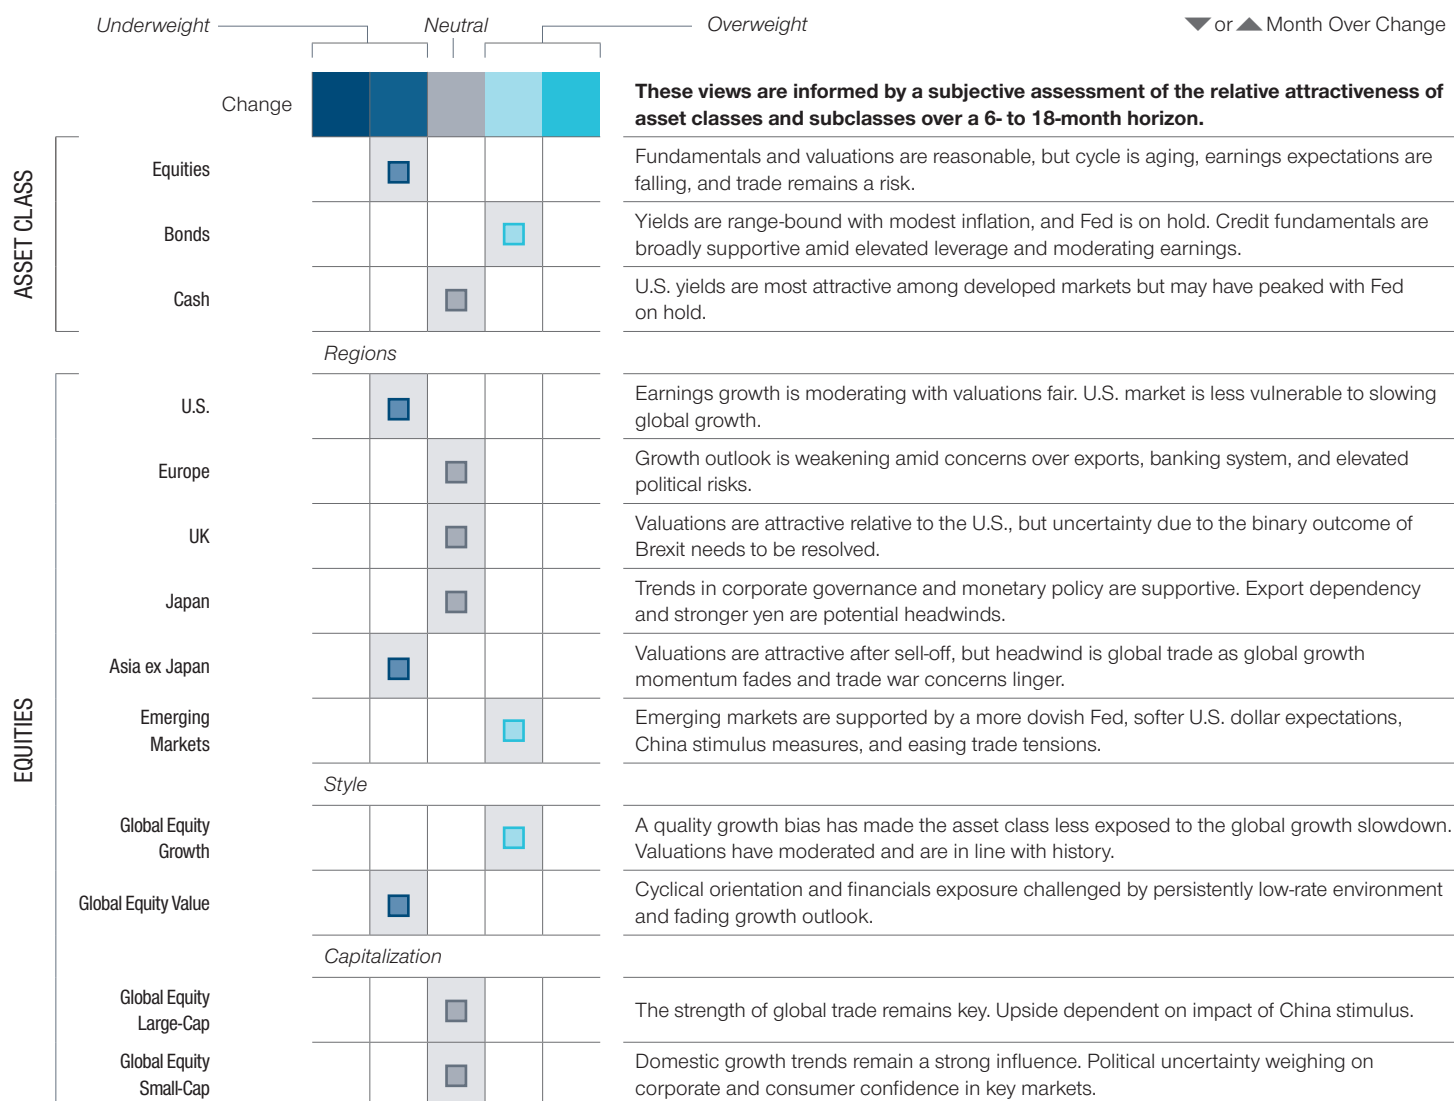 Underweight
Neutral
Overweight
▼ or ▲ Month Over Change
Change
These views are informed by a subjective assessment of the relative attractiveness of
asset classes and subclasses over a 6- to 18-month horizon.
ASSET CLASS
Equities
Fundamentals and valuations are reasonable, but cycle is aging, earnings expectations are
falling, and trade remains a risk.
Bonds
Yields are range-bound with modest inflation, and Fed is on hold. Credit fundamentals are
broadly supportive amid elevated leverage and moderating earnings.
Cash
U.S. yields are most attractive among developed markets but may have peaked with Fed
on hold.
EQUITIES
Regions
U.S.
Earnings growth is moderating with valuations fair. U.S. market is less vulnerable to slowing
global growth.
Europe
Growth outlook is weakening amid concerns over exports, banking system, and elevated
political risks.
UK
Valuations are attractive relative to the U.S., but uncertainty due to the binary outcome of
Brexit needs to be resolved.
Japan
Trends in corporate governance and monetary policy are supportive. Export dependency
and stronger yen are potential headwinds.
Asia ex Japan
Valuations are attractive after sell-off, but headwind is global trade as global growth
momentum fades and trade war concerns linger.
Emerging
Markets
Emerging markets are supported by a more dovish Fed, softer U.S. dollar expectations,
China stimulus measures, and easing trade tensions.
Style
Global Equity
Growth
A quality growth bias has made the asset class less exposed to the global growth slowdown.
Valuations have moderated and are in line with history.
Global Equity Value
Cyclical orientation and financials exposure challenged by persistently low-rate environment
and fading growth outlook.
Capitalization
Global Equity
Large-Cap
The strength of global trade remains key. Upside dependent on impact of China stimulus.
Global Equity
Small-Cap
Domestic growth trends remain a strong influence. Political uncertainty weighing on
corporate and consumer confidence in key markets.